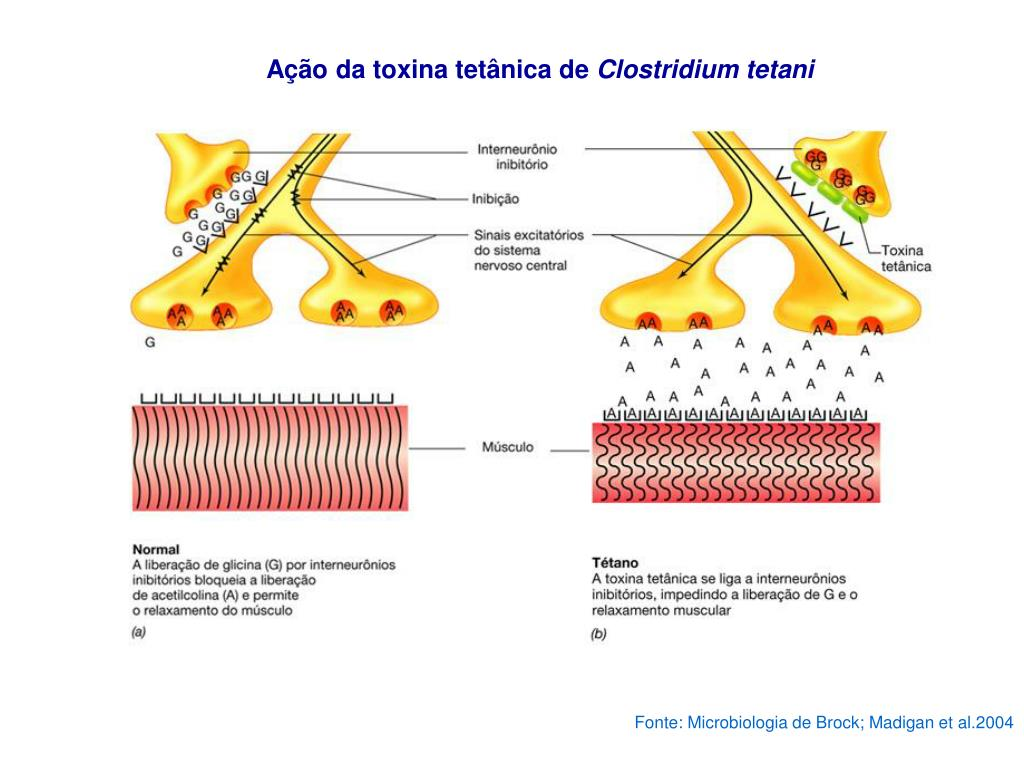 Ação da toxina tetânica de Clostridium tetani
Interneurônio
inibitório
Inibição
Sinais excitatórios
do sistema
nervoso central
Toxina
tetânica
G G G
G G G
G G
G G
G G
G
A A A
A A A
A A A
A A A
G
GG
G
G G
G
G G
G
A A
A A
A A
A A
A A A A A A A
A A A A A A A A A
A A A A A A A A
A A A A A A A A A A A A A
Músculo
Normal
A liberação de glicina (G) por interneurônios
inibitórios bloqueia a liberação
de acetilcolina (A) e permite
o relaxamento do músculo
(a)
Tétano
A toxina tetânica se liga a interneurônios
inibitórios, impedindo a liberação de G e o
relaxamento muscular
(b)
Fonte: Microbiologia de Brock; Madigan et al.2004